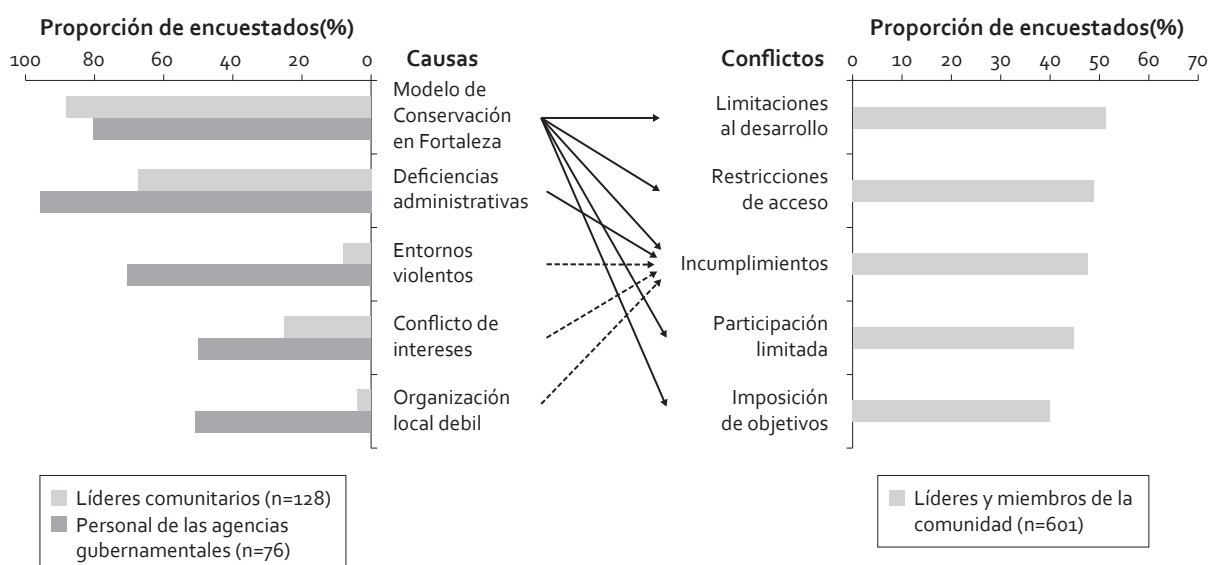 Proporción de encuestados(%)
100 80 60 40 20 0
Causas
Modelo de
Conservación
en Fortaleza
Deficiencias
administrativas
Entornos
violentos
Conflicto de
intereses
Organización
local debil
Líderes comunitarios (n=128)
Personal de las agencias
gubernamentales (n=76)
Proporción de encuestados(%)
Conflictos
0 10 20 30 40 50 60 70
Limitaciones
al desarrollo
Restricciones
de acceso
Incumplimientos
Participación
limitada
Imposición
de objetivos
Líderes y miembros de la
comunidad (n=601)